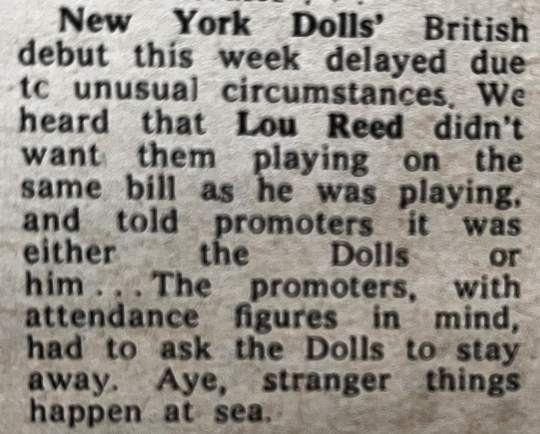 New York Dolls' British
debut this week delayed due
tc unusual circumstances. We
heard that Lou Reed didn't
want them playing on the
same bill as he was playing,
and told promoters it was
either the Dolls or
him . . . The promoters, with
attendance figures in mind,
had to ask the Dolls to stay
away. Aye, stranger things
happen at sea.